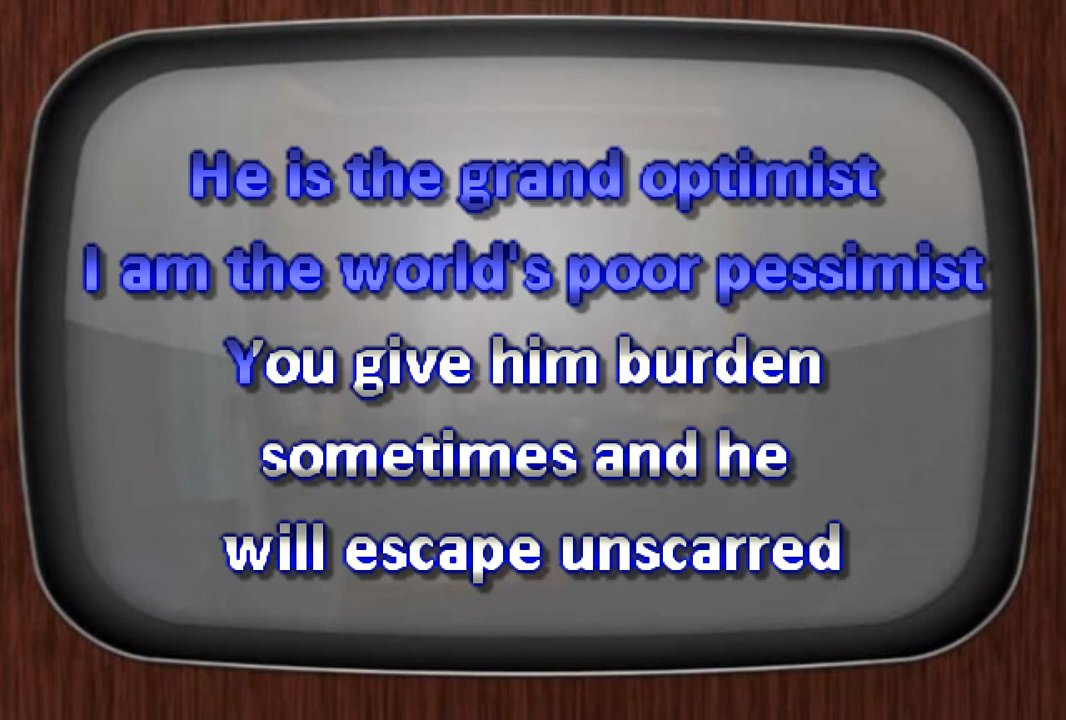 He is the grand optimist
I am the world's poor pessimist
You give him burden
sometimes and he
will escape unscarred